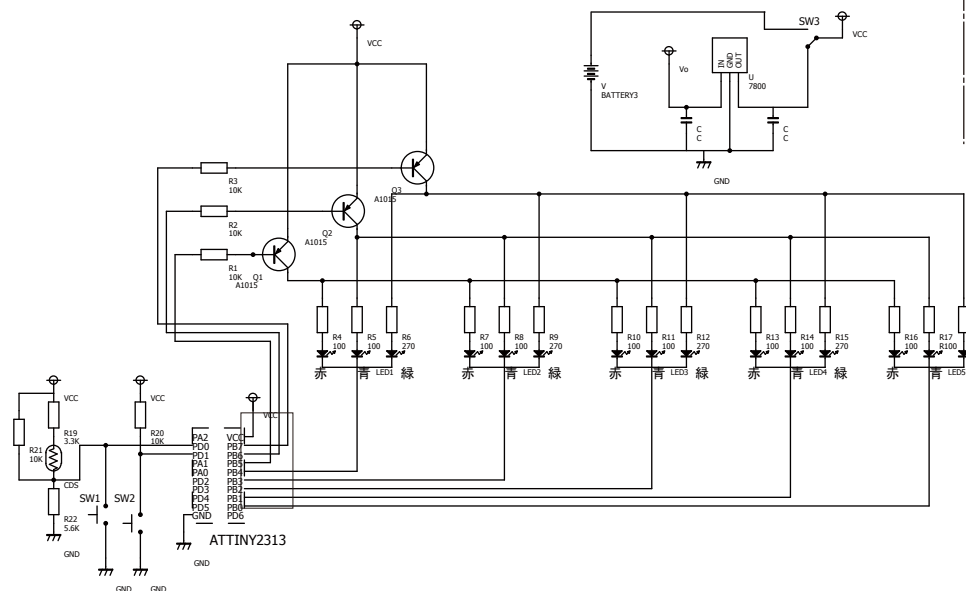 VCC
SW3
VCC
Vo
IN
GND
OUT
U
7800
V
BATTERY3
C
C
C
C
GND
R3
10K
Q3
A1015
R2
10K
Q2
A1015
R1
10K
Q1
A1015
R4
100
R5
100
R6
270
R7
100
R8
100
R9
270
R10
100
R11
100
R12
270
R13
100
R14
100
R15
270
R16
100
R17
R100
赤 青 LED1 緑
赤 青 LED2 緑
赤 青 LED3 緑
赤 青 LED4 緑
赤 青 LED5
VCC
VCC
VCC
R19
3.3K
R20
10K
R21
10K
CDS
R22
5.6K
SW1
SW2
PA2
PD0
PD1
PA1
PA0
PD2
PD3
PD4
PD5
GND
VCC
PB7
PB6
PB5
PB4
PB3
PB2
PB1
PB0
PD6
ATTINY2313
GND
GND
GND
GND